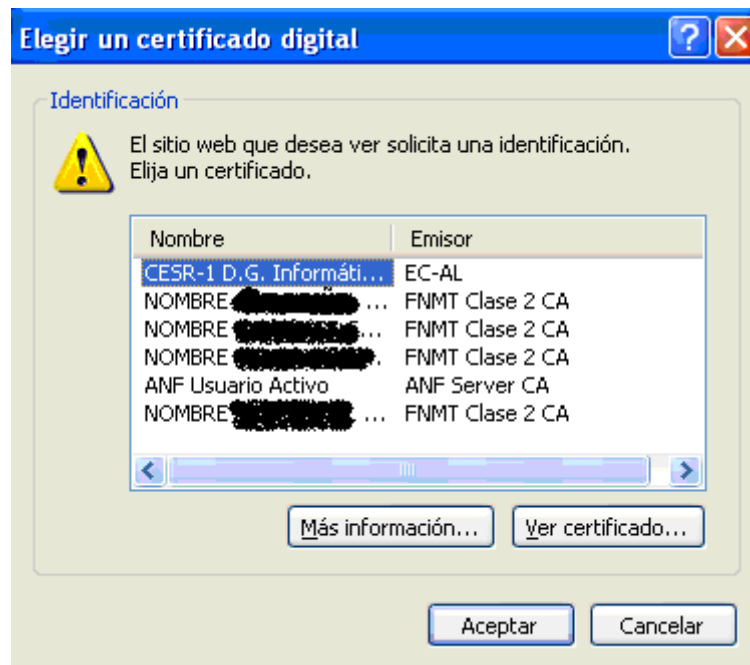 Elegir un certificado digital
Identificación
El sitio web que desea ver solicita una identificación.
Elija un certificado.
Nombre Emisor
CESR-1 D.G. Informáti... EC-AL
NOMBRE ... FNMT Clase 2 CA
NOMBRE ... FNMT Clase 2 CA
NOMBRE . FNMT Clase 2 CA
ANF Usuario Activo ANF Server CA
NOMBRE ... FNMT Clase 2 CA
Más información... Ver certificado...
Aceptar Cancelar